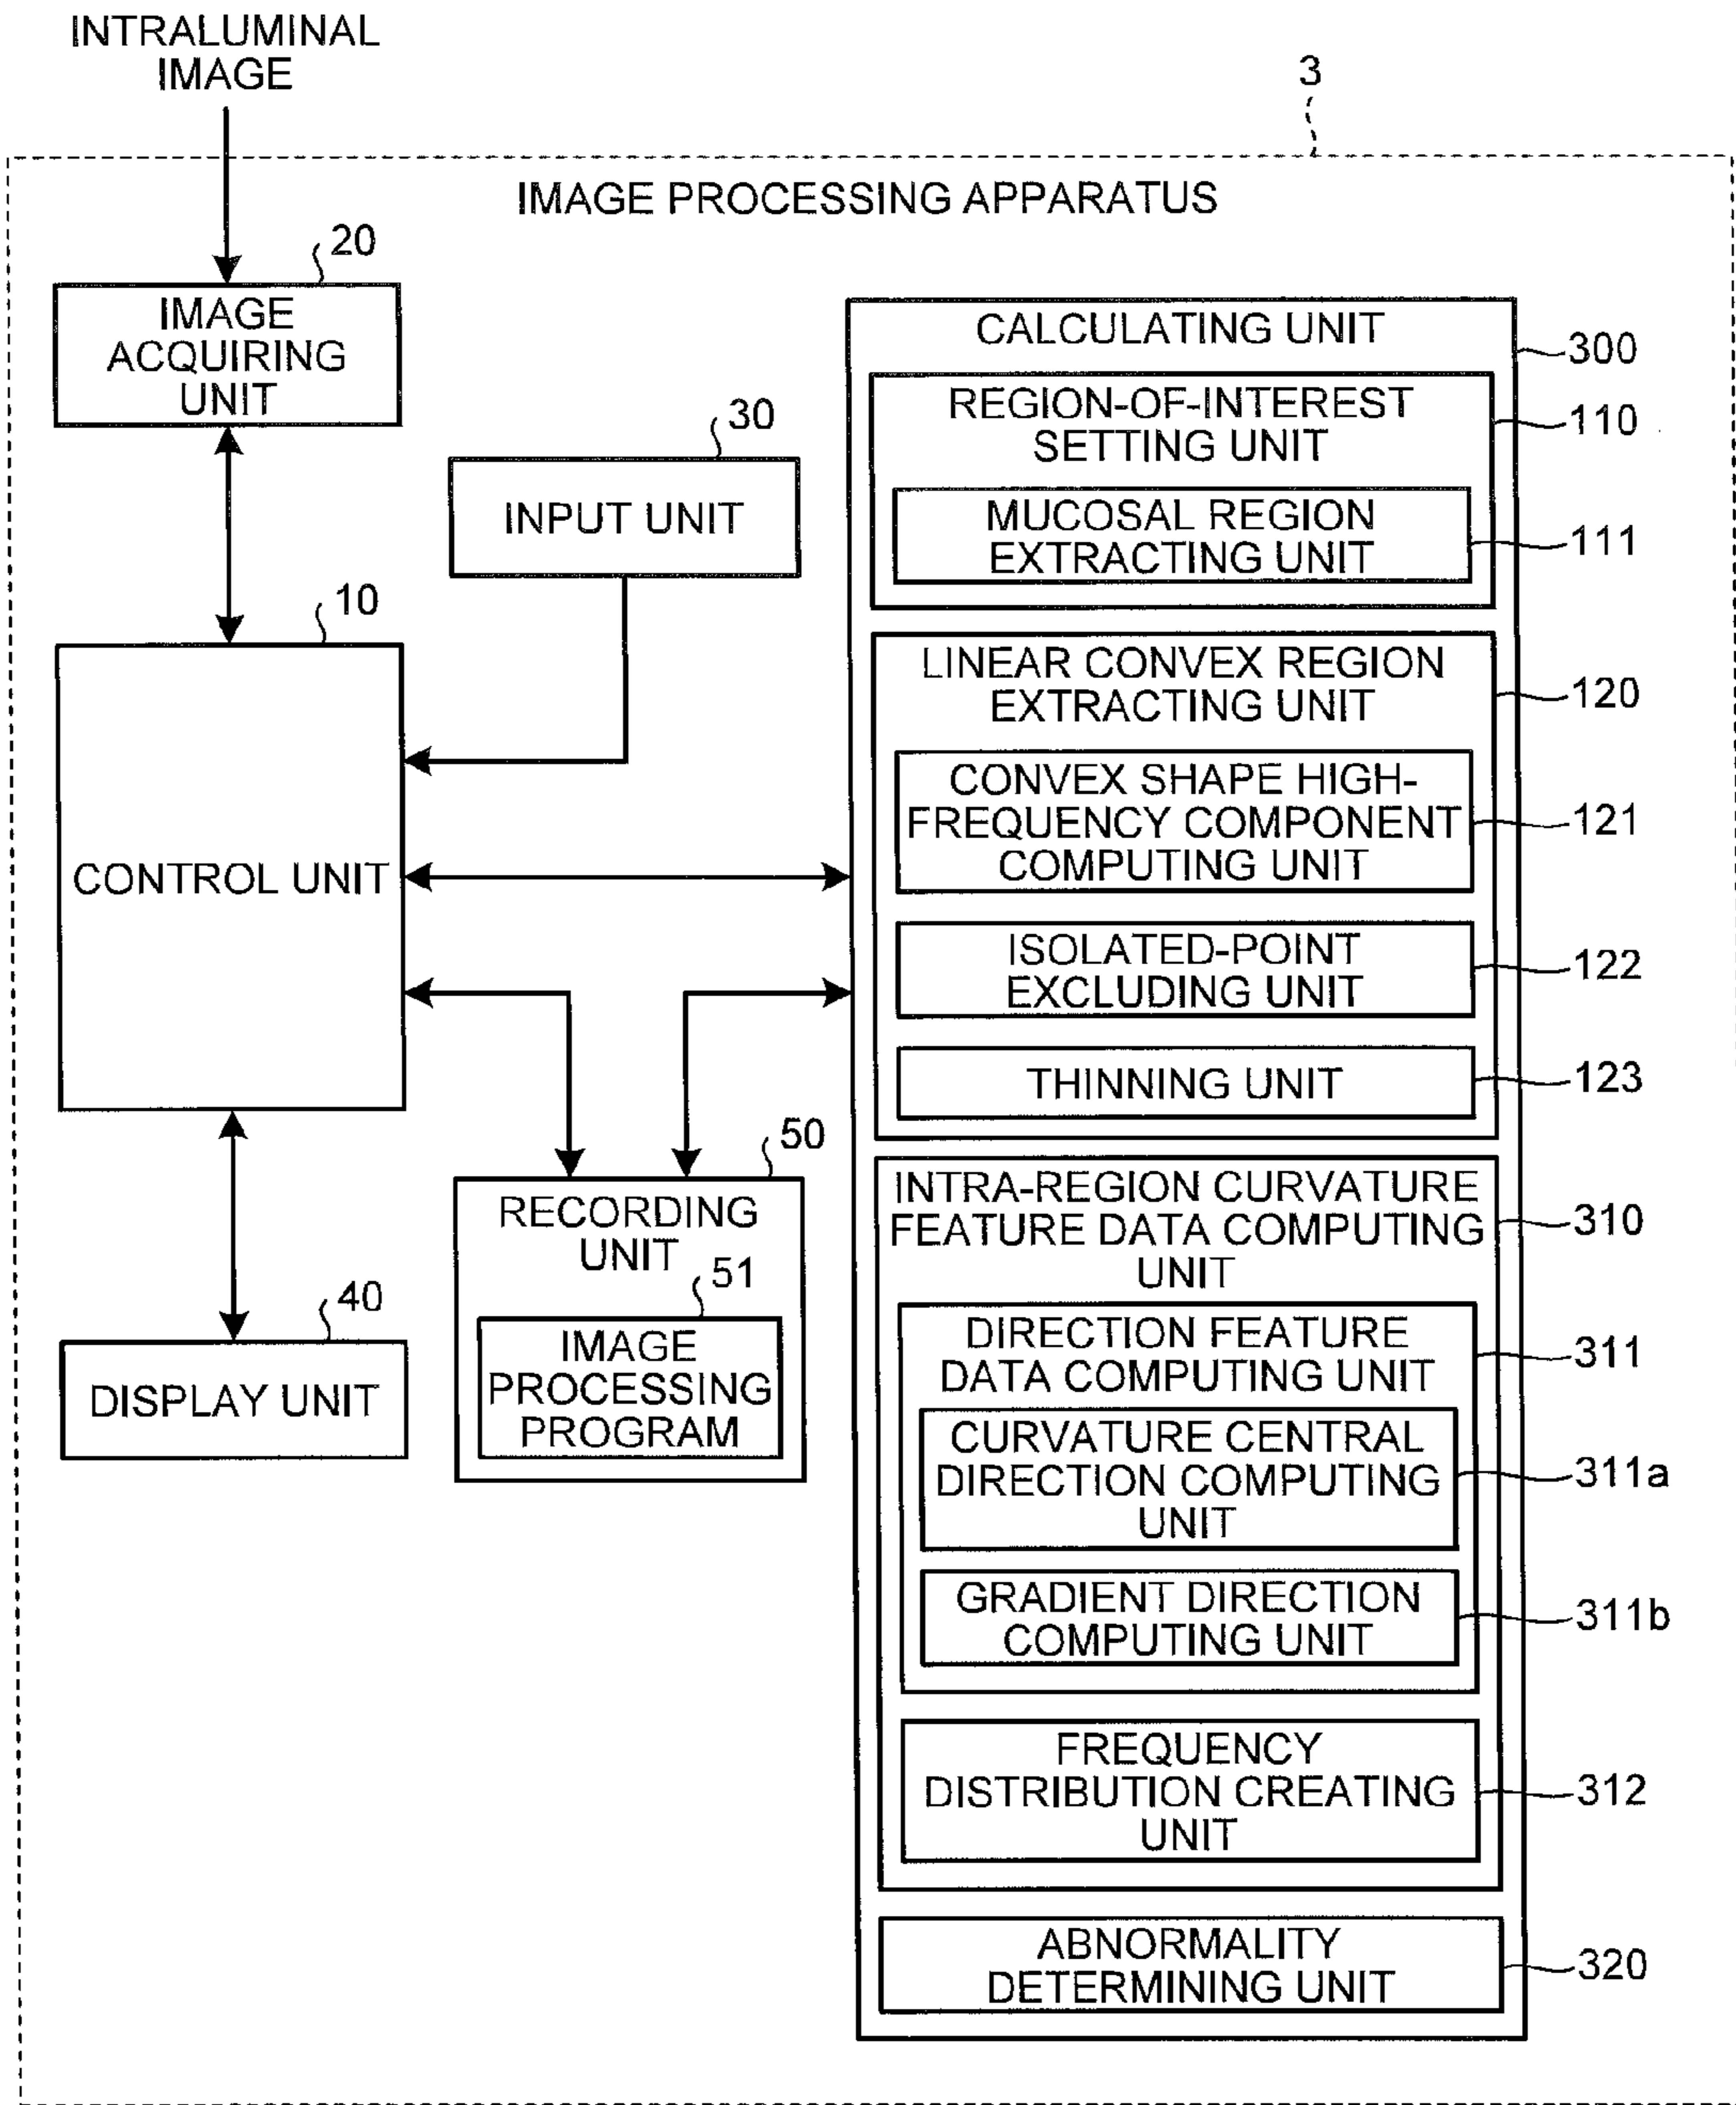 INTRALUMINAL
IMAGE
3
IMAGE PROCESSING APPARATUS
20
IMAGE
ACQUIRING
UNIT
30
INPUT UNIT
10
CONTROL UNIT
40
DISPLAY UNIT
50
RECORDING
UNIT
51
IMAGE
PROCESSING
PROGRAM
CALCULATING UNIT
300
REGION-OF-INTEREST
SETTING UNIT
110
MUCOSAL REGION
EXTRACTING UNIT
111
LINEAR CONVEX REGION
EXTRACTING UNIT
120
CONVEX SHAPE HIGH-
FREQUENCY COMPONENT
COMPUTING UNIT
121
ISOLATED-POINT
EXCLUDING UNIT
122
THINNING UNIT
123
INTRA-REGION CURVATURE
FEATURE DATA COMPUTING
UNIT
310
DIRECTION FEATURE
DATA COMPUTING UNIT
311
CURVATURE CENTRAL
DIRECTION COMPUTING
UNIT
311a
GRADIENT DIRECTION
COMPUTING UNIT
311b
FREQUENCY
DISTRIBUTION CREATING
UNIT
312
ABNORMALITY
DETERMINING UNIT
320